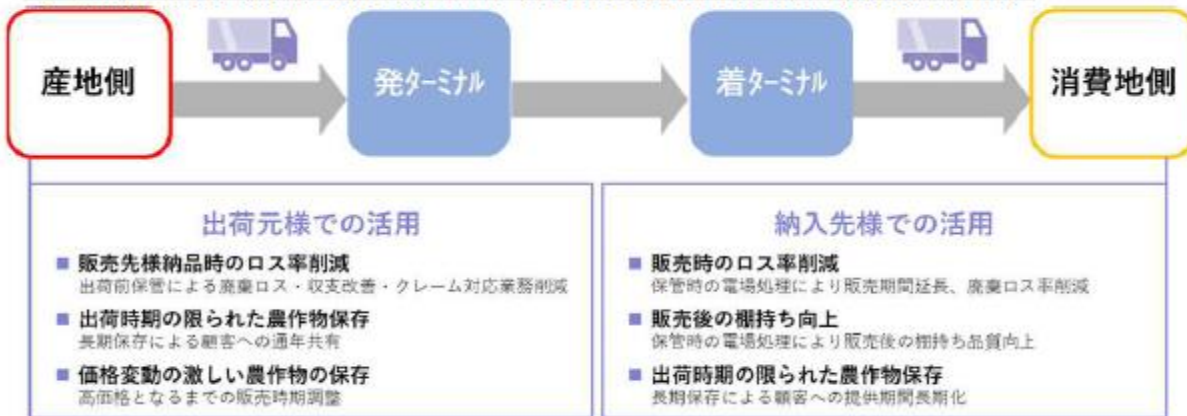 産地側
発ターミナル
着ターミナル
消費地側
出荷元様での活用
■ 販売先様納品時のロス率削減
出荷前保管による廃棄ロス・収支改善・クレーム対応業務削減
■ 出荷時期の限られた農作物保存
長期保存による顧客への通年共有
■ 価格変動の激しい農作物の保存
高価格となるまでの販売時期調整
納入先様での活用
■ 販売時のロス率削減
保管時の電場処理により販売期間延長、廃棄ロス率削減
■ 販売後の棚持ち向上
保管時の電場処理により販売後の棚持ち品質向上
■ 出荷時期の限られた農作物保存
長期保存による顧客への提供期間長期化